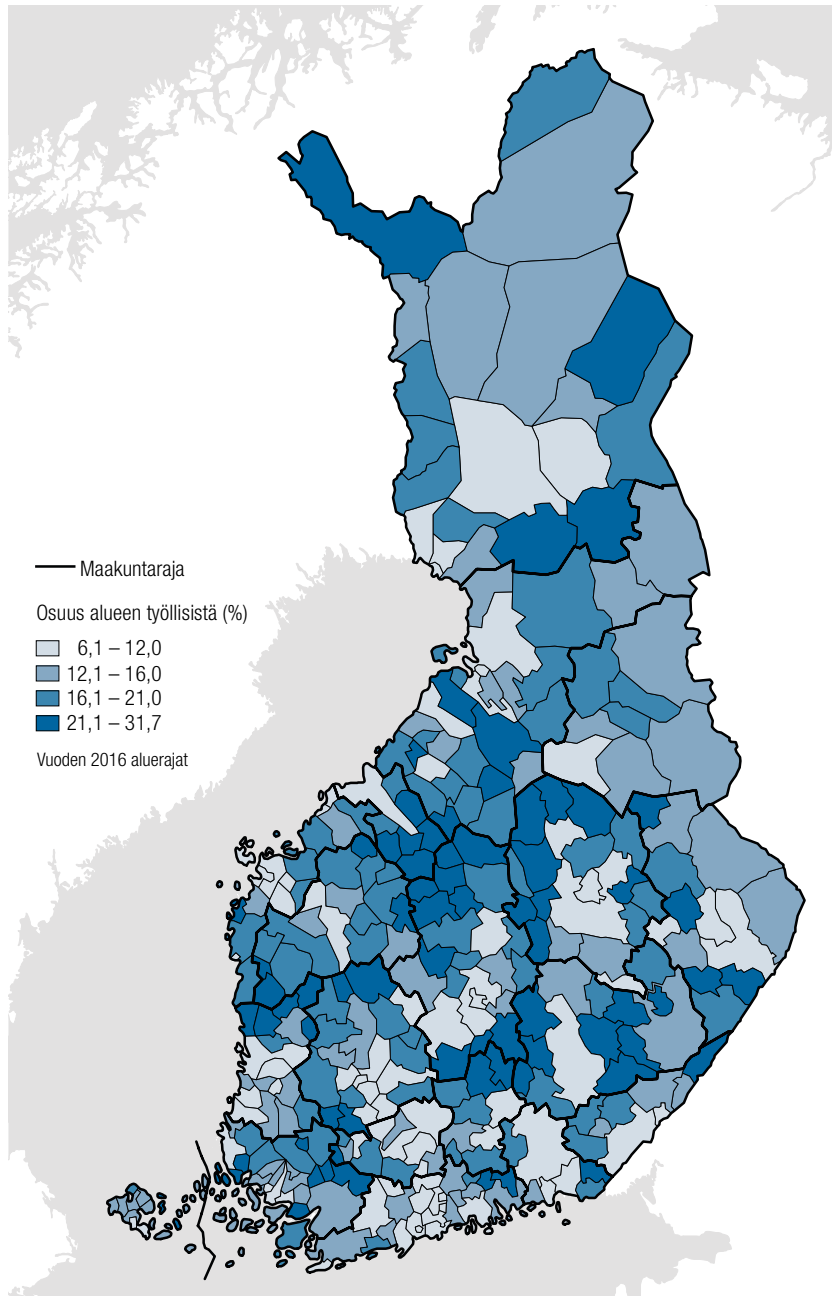 Maakuntaraja
Osuus alueen työllisistä (%)
6,1 – 12,0
12,1 – 16,0
16,1 – 21,0
21,1 – 31,7
Vuoden 2016 aluerajat